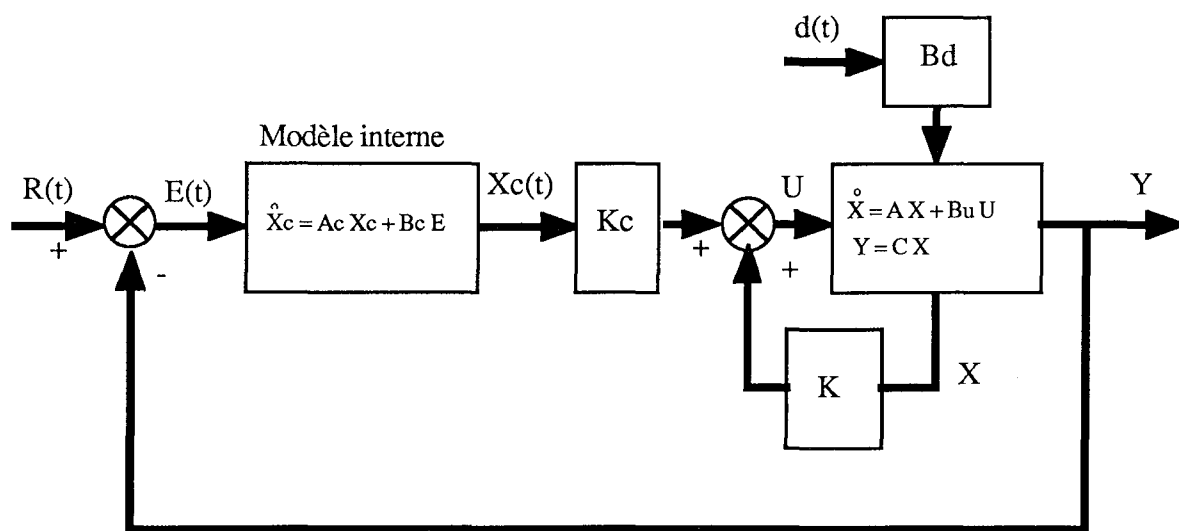 d(t)
Bd
Modèle interne
R(t)
E(t)
Xc(t)
U
Y
X̊c = Ac Xc + Bc E
Kc
X̊ = A X + Bu U
Y = C X
+
-
+
+
K
X